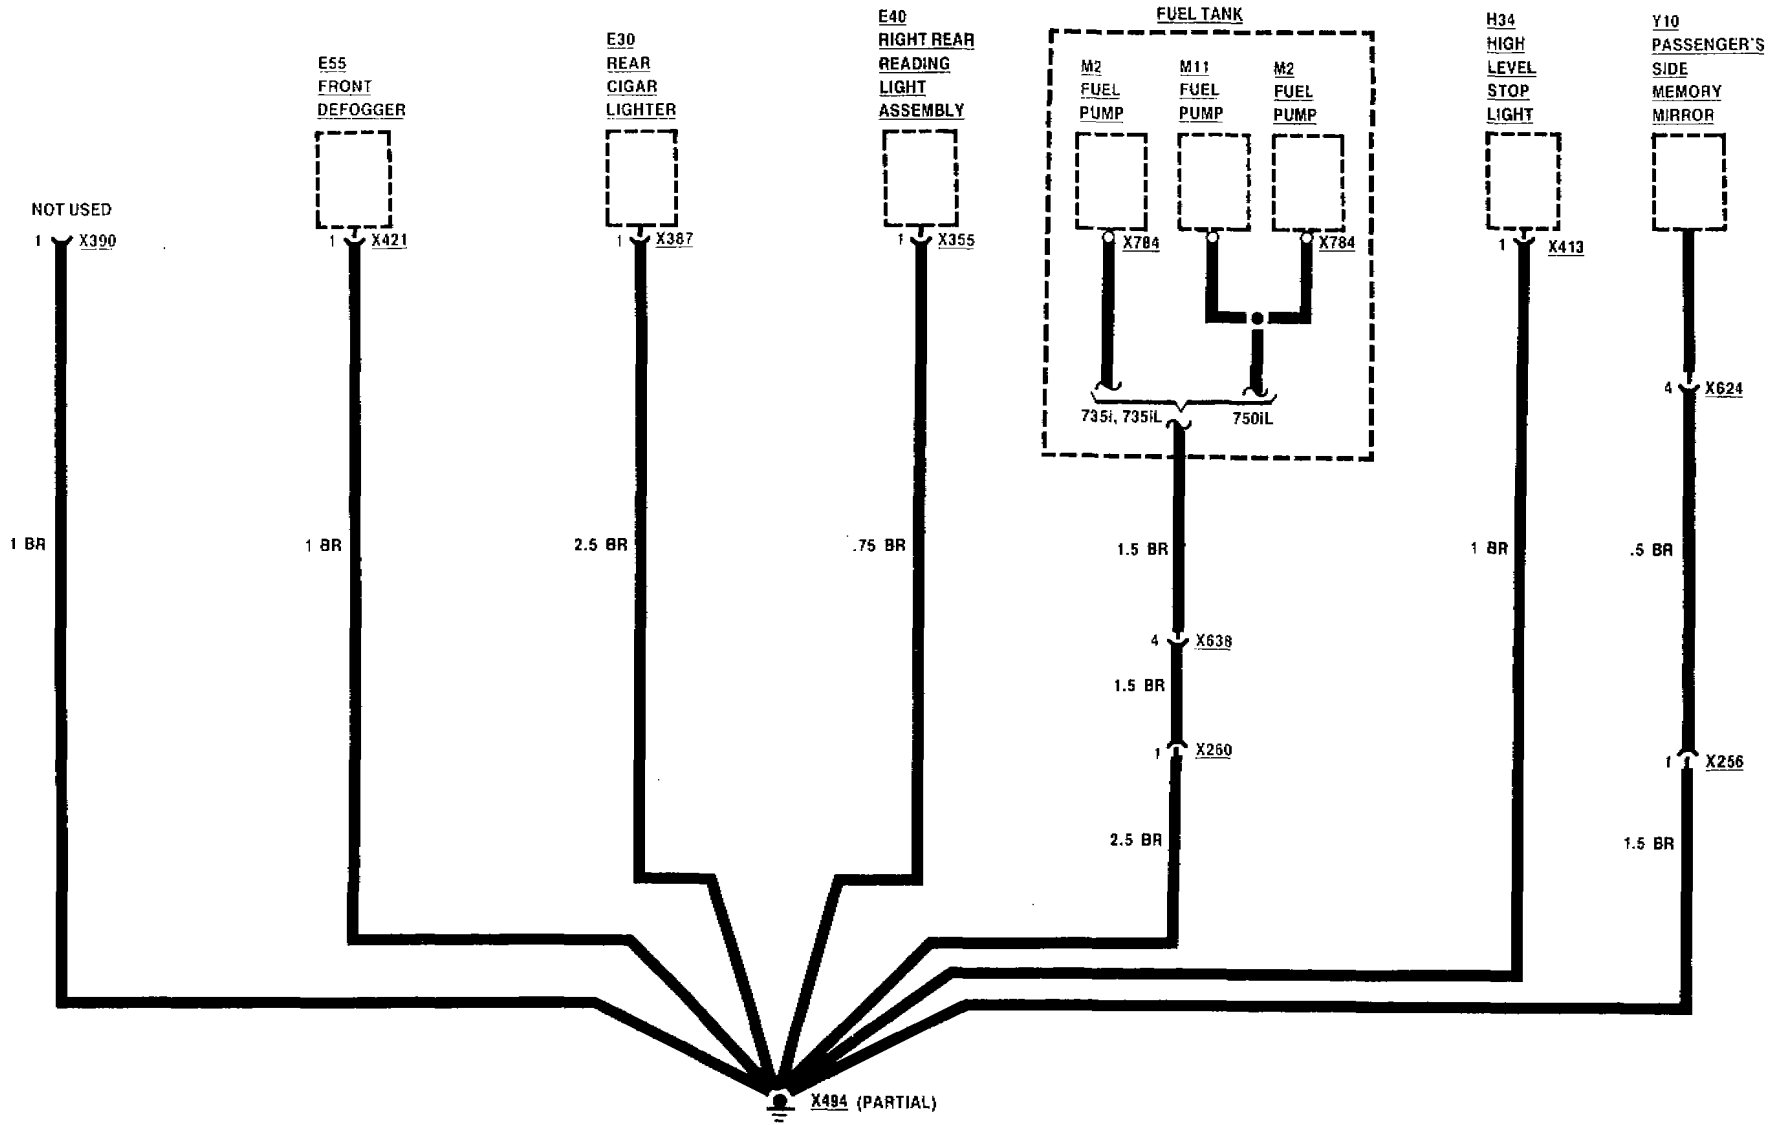 E55
FRONT
DEFOGGER
E30
REAR
CIGAR
LIGHTER
E40
RIGHT REAR
READING
LIGHT
ASSEMBLY
FUEL TANK
M2
FUEL
PUMP
M11
FUEL
PUMP
M2
FUEL
PUMP
H34
HIGH
LEVEL
STOP
LIGHT
Y10
PASSENGER'S
SIDE
MEMORY
MIRROR
NOT USED
1 X390
1 X421
1 X387
1 X355
X784
X784
1 X413
4 X624
735i, 735iL
750iL
1 BR
1 BR
2.5 BR
.75 BR
1.5 BR
1 BR
.5 BR
4 X638
1.5 BR
1 X260
1 X256
2.5 BR
1.5 BR
X494 (PARTIAL)